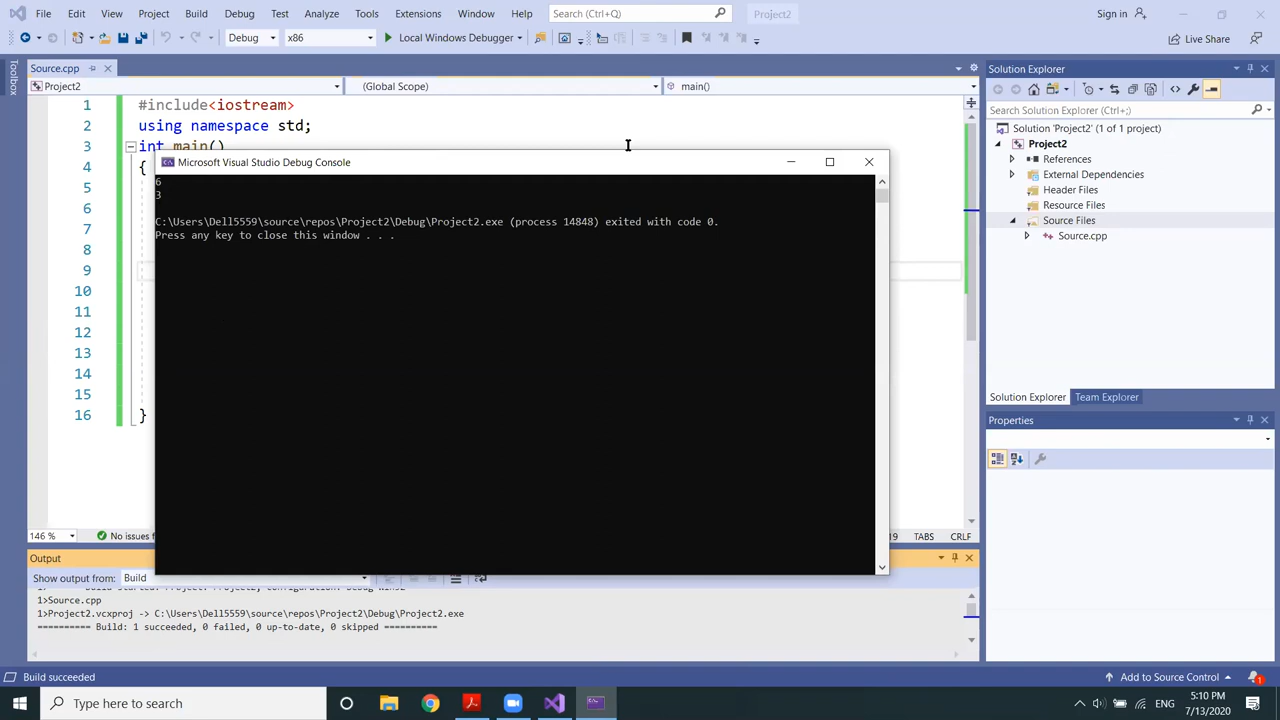 File Edit View Project Build Debug Test Analyze Tools Extensions Window Help Search (Ctrl+Q) Project2 Sign in
Debug x86 Local Windows Debugger Live Share
Toolbox
Source.cpp
Project2 (Global Scope) main()
1 #include<iostream>
2 using namespace std;
3 int main()
4 {
5
6
7
8
9
10
11
12
13
14
15
16 }
Microsoft Visual Studio Debug Console
6
3
C:\Users\Dell5559\source\repos\Project2\Debug\Project2.exe (process 14848) exited with code 0.
Press any key to close this window . . .
146 % No issues f
19 TABS CRLF
Output
Show output from: Build
1>Source.cpp
1>Project2.vcxproj -> C:\Users\Dell5559\source\repos\Project2\Debug\Project2.exe
========== Build: 1 succeeded, 0 failed, 0 up-to-date, 0 skipped ==========
Solution Explorer
Search Solution Explorer (Ctrl+;)
Solution 'Project2' (1 of 1 project)
Project2
References
External Dependencies
Header Files
Resource Files
Source Files
Source.cpp
Solution Explorer Team Explorer
Properties
Build succeeded Add to Source Control 1
Type here to search
ENG
5:10 PM
7/13/2020